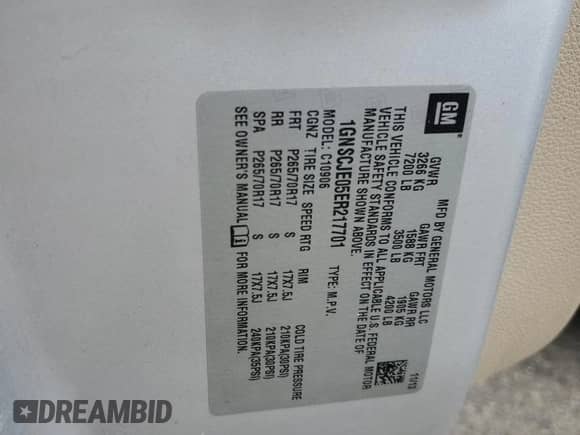 GM
MFD BY GENERAL MOTORS LLC
11/13
GVWR GAWR FRT GAWR RR
3266 KG 1588 KG 1905 KG
7200 LB 3500 LB 4200 LB
THIS VEHICLE CONFORMS TO ALL APPLICABLE U.S. FEDERAL MOTOR
VEHICLE SAFETY STANDARDS IN EFFECT ON THE DATE OF
MANUFACTURE SHOWN ABOVE.
1GNSCJE05ER217701
MODEL: C10906 TYPE: M.P.V.
CGNZ TIRE SIZE SPEED RTG RIM COLD TIRE PRESSURE
FRT P265/70R17 S 17X7.5J 210KPA(30PSI)
RR P265/70R17 S 17X7.5J 210KPA(30PSI)
SPA P265/70R17 S 17X7.5J 240KPA(35PSI)
SEE OWNER'S MANUAL FOR MORE INFORMATION.
DREAMBID